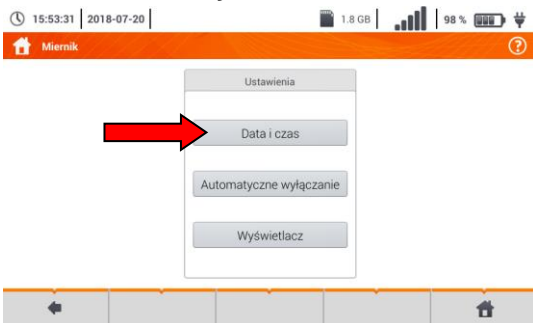 15:53:31 2018-07-20 1.8 GB 98 %
Miernik ?
Ustawienia
Data i czas
Automatyczne wyłączanie
Wyświetlacz